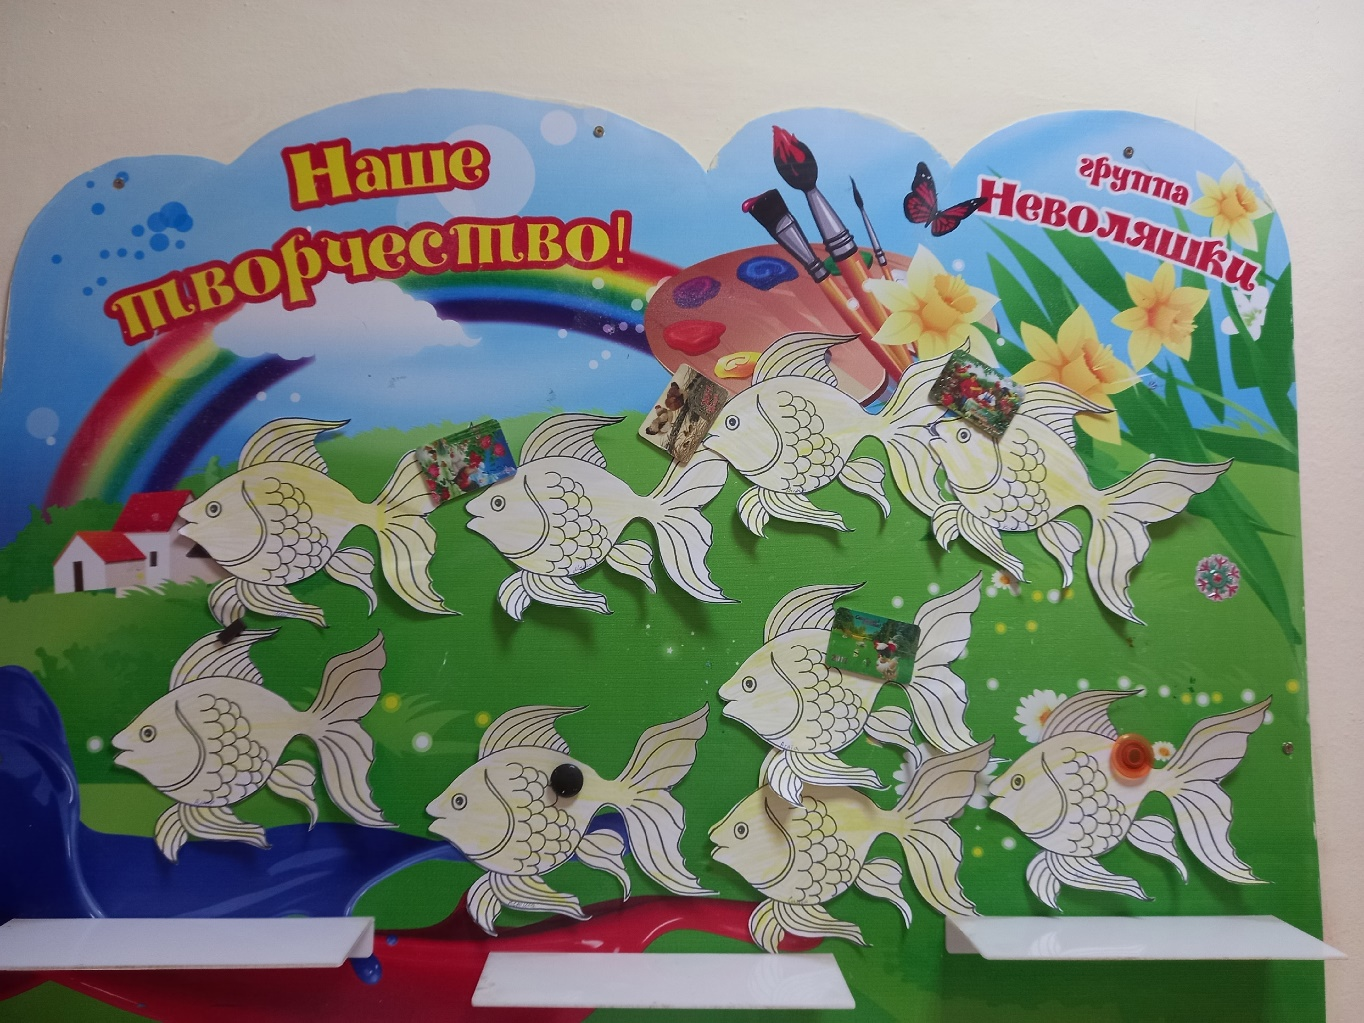 Наше
творчество!
группа
Неволяшки